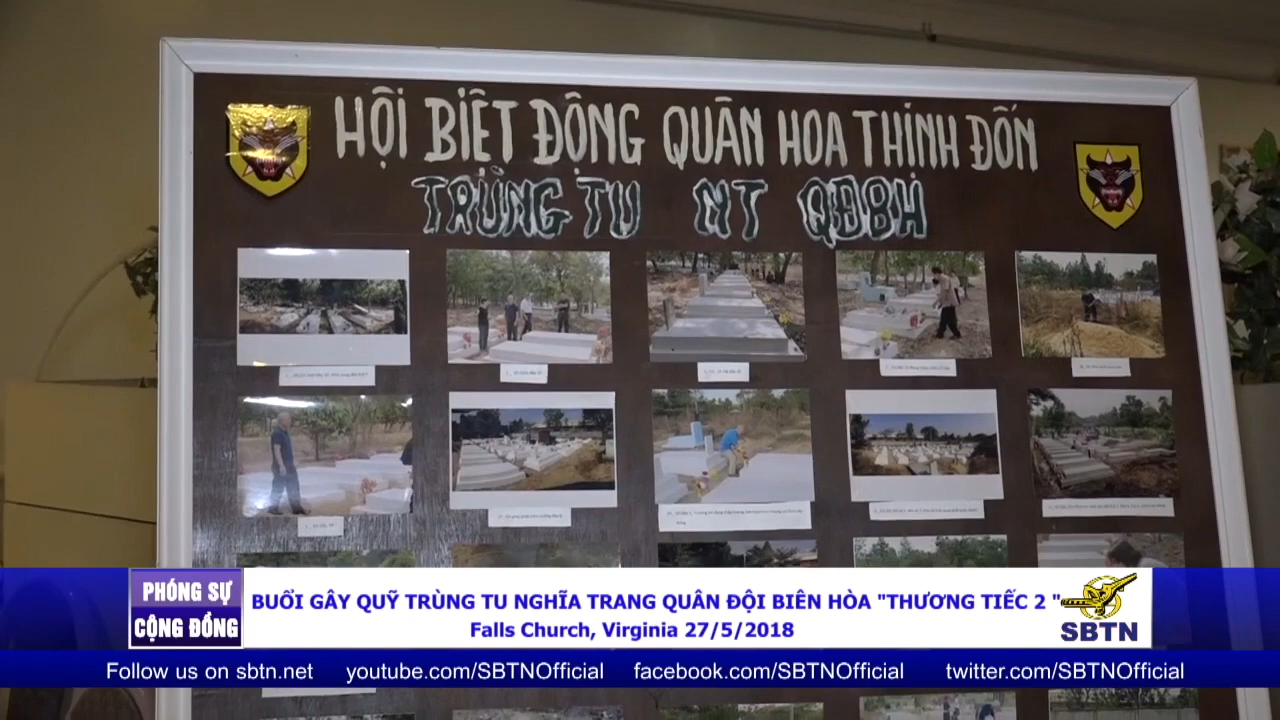 HỘI BIỆT ĐỘNG QUÂN HOA THỊNH ĐỐN
TRÙNG TU NT QĐBH
PHÓNG SỰ
CỘNG ĐỒNG
BUỔI GÂY QUỸ TRÙNG TU NGHĨA TRANG QUÂN ĐỘI BIÊN HÒA "THƯƠNG TIẾC 2 "
Falls Church, Virginia 27/5/2018
SBTN
Follow us on sbtn.net youtube.com/SBTNOfficial facebook.com/SBTNOfficial twitter.com/SBTNOfficial